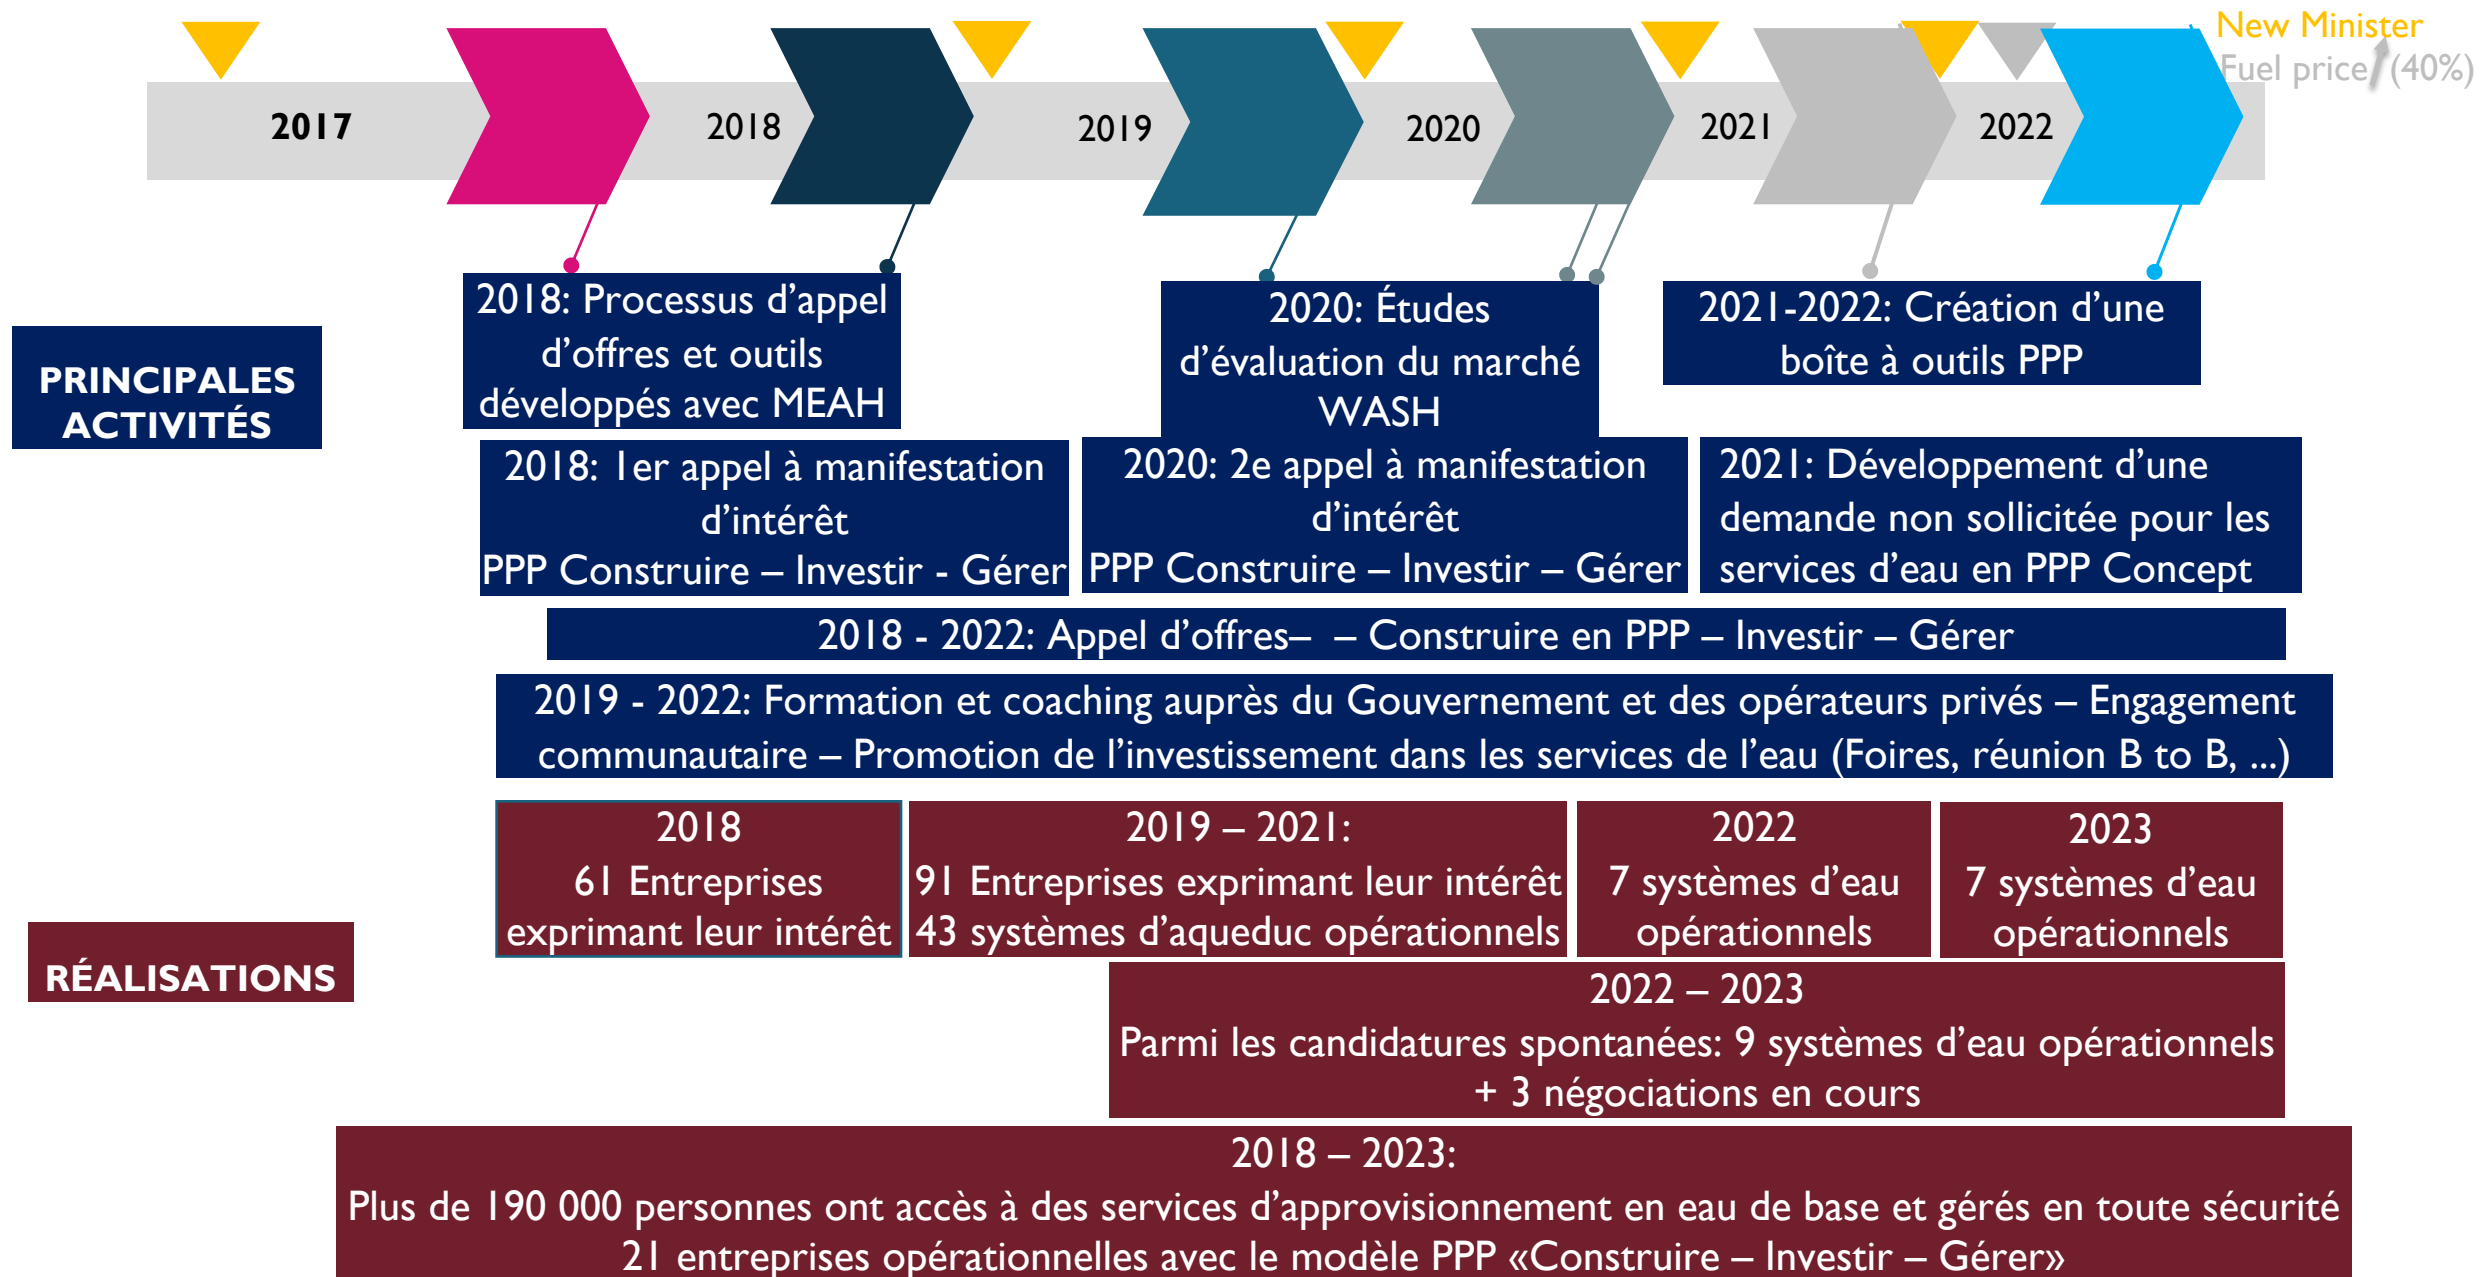 New Minister
Fuel price (40%)
2017
2018
2019
2020
2021
2022
PRINCIPALES
ACTIVITÉS
2018: Processus d’appel
d’offres et outils
développés avec MEAH
2020: Études
d’évaluation du marché
WASH
2021-2022: Création d’une
boîte à outils PPP
2018: 1er appel à manifestation
d’intérêt
PPP Construire – Investir - Gérer
2020: 2e appel à manifestation
d’intérêt
PPP Construire – Investir – Gérer
2021: Développement d’une
demande non sollicitée pour les
services d’eau en PPP Concept
2018 - 2022: Appel d’offres– – Construire en PPP – Investir – Gérer
2019 - 2022: Formation et coaching auprès du Gouvernement et des opérateurs privés – Engagement
communautaire – Promotion de l’investissement dans les services de l’eau (Foires, réunion B to B, ...)
RÉALISATIONS
2018
61 Entreprises
exprimant leur intérêt
2019 – 2021:
91 Entreprises exprimant leur intérêt
43 systèmes d’aqueduc opérationnels
2022
7 systèmes d’eau
opérationnels
2023
7 systèmes d’eau
opérationnels
2022 – 2023
Parmi les candidatures spontanées: 9 systèmes d’eau opérationnels
+ 3 négociations en cours
2018 – 2023:
Plus de 190 000 personnes ont accès à des services d’approvisionnement en eau de base et gérés en toute sécurité
21 entreprises opérationnelles avec le modèle PPP «Construire – Investir – Gérer»